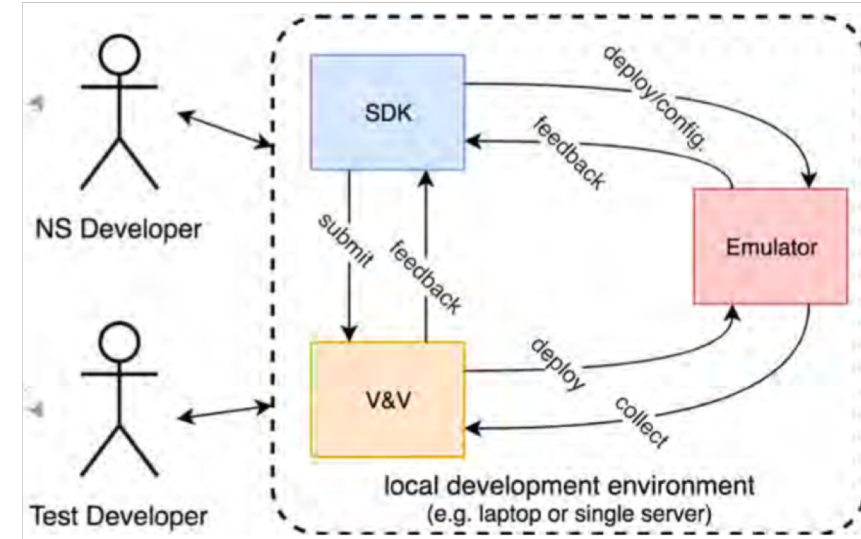 SDK
deploy/config.
feedback
NS Developer
submit
feedback
Emulator
deploy
V&V
collect
Test Developer
local development environment
(e.g. laptop or single server)